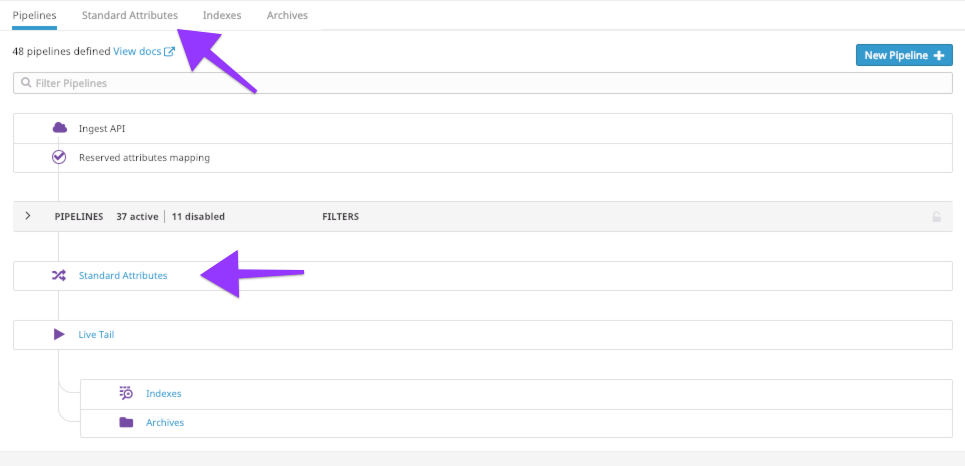 Pipelines Standard Attributes Indexes Archives
48 pipelines defined View docs
New Pipeline +
Filter Pipelines
Ingest API
Reserved attributes mapping
PIPELINES 37 active | 11 disabled FILTERS
Standard Attributes
Live Tail
Indexes
Archives